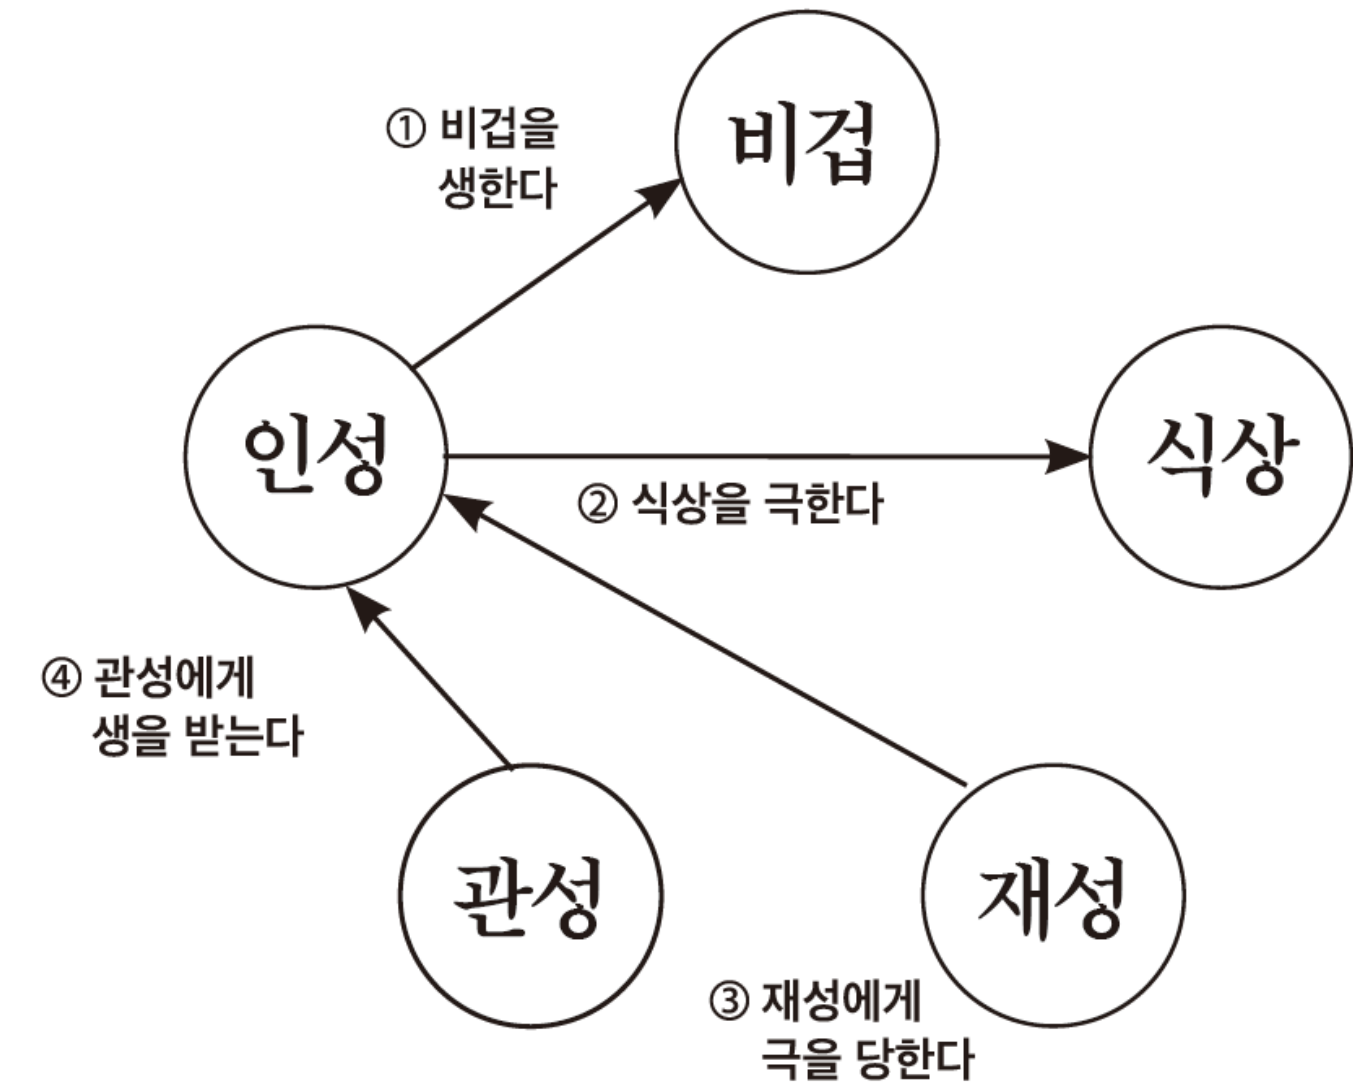 비겁
① 비겁을
생한다
인성
식상
② 식상을 극한다
④ 관성에게
생을 받는다
관성
재성
③ 재성에게
극을 당한다